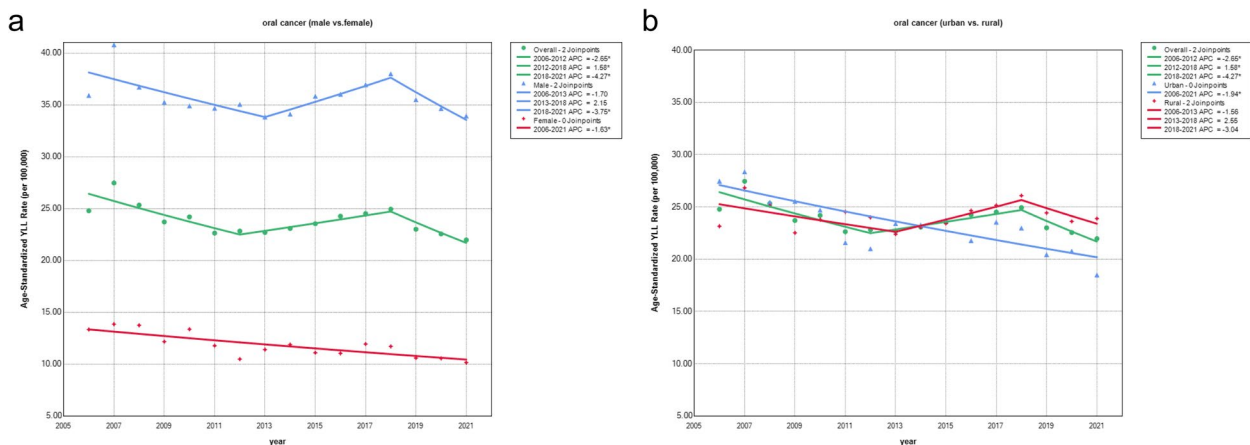 a
oral cancer (male vs.female)
Age-Standardized YLL Rate (per 100,000)
40.00
35.00
30.00
25.00
20.00
15.00
10.00
5.00
2005
2007
2009
2011
2013
2015
2017
2019
2021
year
Overall - 2 Joinpoints
2006-2012 APC = -2.65*
2012-2018 APC = 1.58*
2018-2021 APC = -4.27*
Male - 2 Joinpoints
2006-2013 APC = -1.70
2013-2018 APC = 2.15
2018-2021 APC = -3.75*
Female - 0 Joinpoints
2006-2021 APC = -1.63*
b
oral cancer (urban vs. rural)
Age-Standardized YLL Rate (per 100,000)
40.00
35.00
30.00
25.00
20.00
15.00
10.00
5.00
2005
2007
2009
2011
2013
2015
2017
2019
2021
year
Overall - 2 Joinpoints
2006-2012 APC = -2.65*
2012-2018 APC = 1.58*
2018-2021 APC = -4.27*
Urban - 0 Joinpoints
2006-2021 APC = -1.94*
Rural - 2 Joinpoints
2006-2013 APC = -1.56
2013-2018 APC = 2.55
2018-2021 APC = -3.04